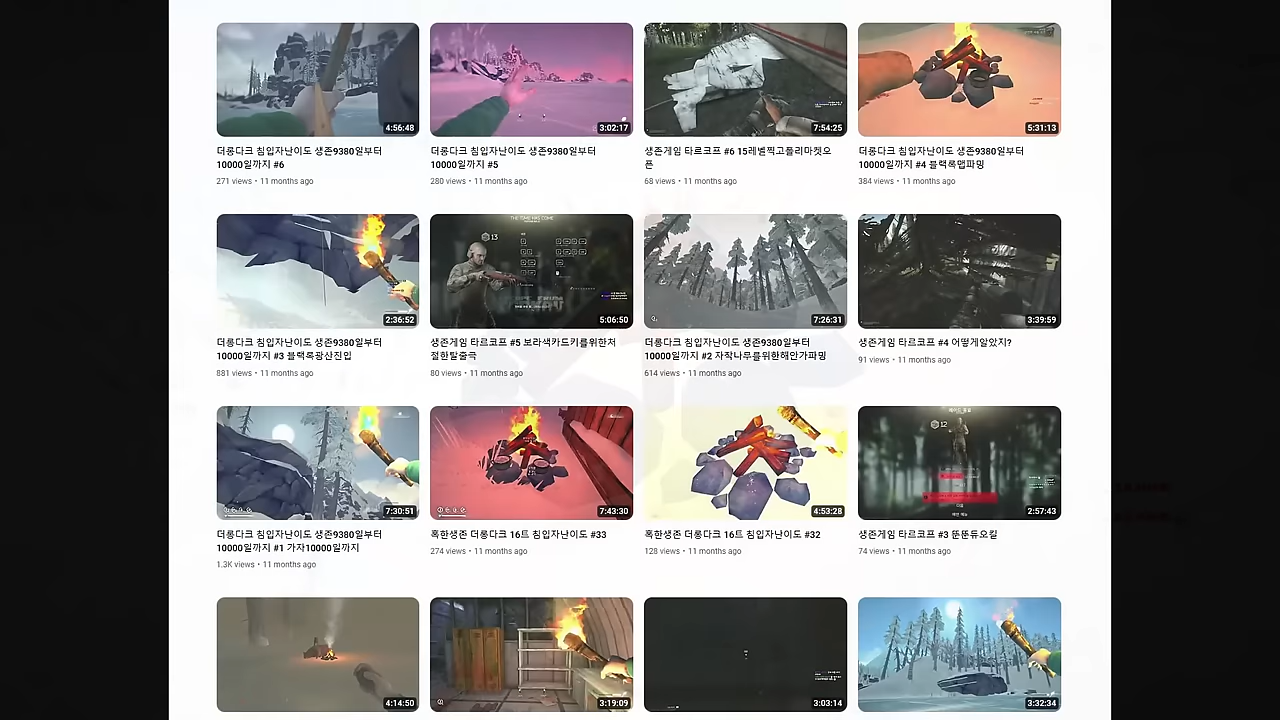 4:56:48
3:02:17
7:54:25
5:31:13
더롱다크 침입자난이도 생존9380일부터
10000일까지 #6
271 views • 11 months ago
더롱다크 침입자난이도 생존9380일부터
10000일까지 #5
280 views • 11 months ago
생존게임 타르코프 #6 15레벨찍고플리마켓오
픈
68 views • 11 months ago
더롱다크 침입자난이도 생존9380일부터
10000일까지 #4 블랙록맵파밍
384 views • 11 months ago
THE TIME HAS COME
13
2:36:52
5:06:50
7:26:31
3:39:59
더롱다크 침입자난이도 생존9380일부터
10000일까지 #3 블랙록광산진입
881 views • 11 months ago
생존게임 타르코프 #5 보라색카드키를위한처
절한탈출극
80 views • 11 months ago
더롱다크 침입자난이도 생존9380일부터
10000일까지 #2 자작나무를위한해안가파밍
614 views • 11 months ago
생존게임 타르코프 #4 어떻게알았지?
91 views • 11 months ago
12
7:30:51
7:43:30
4:53:28
2:57:43
더롱다크 침입자난이도 생존9380일부터
10000일까지 #1 가자10000일까지
1.3K views • 11 months ago
혹한생존 더롱다크 16트 침입자난이도 #33
274 views • 11 months ago
혹한생존 더롱다크 16트 침입자난이도 #32
128 views • 11 months ago
생존게임 타르코프 #3 뚠뚠듀오킬
74 views • 11 months ago
4:14:50
3:19:09
3:03:14
3:32:34